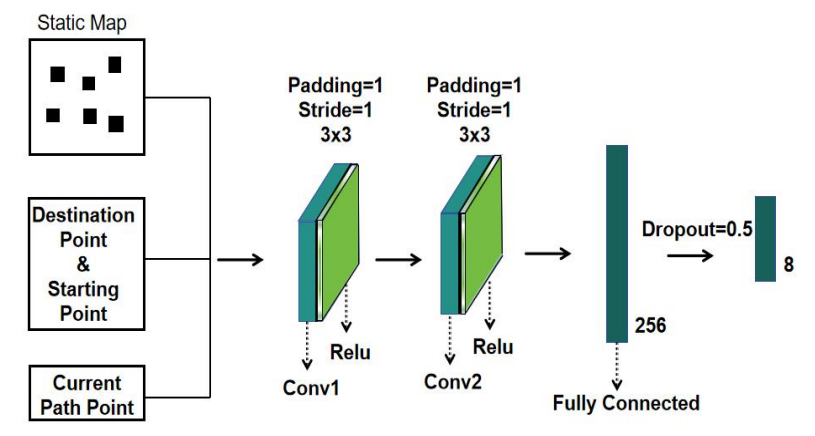 Static Map
Destination
Point
&
Starting
Point
Current
Path Point
Padding=1
Stride=1
3x3
Conv1
Relu
Padding=1
Stride=1
3x3
Conv2
Relu
256
Fully Connected
Dropout=0.5
8